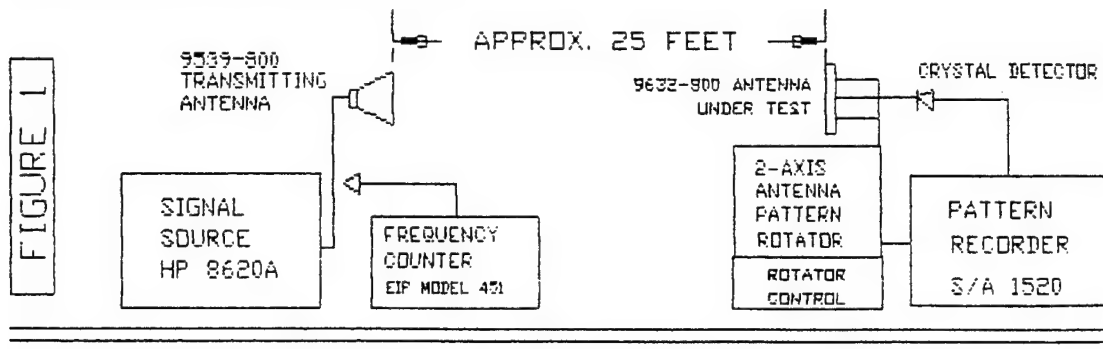 FIGURE 1
APPROX. 25 FEET
9539-800
TRANSMITTING
ANTENNA
9632-800 ANTENNA
UNDER TEST
CRYSTAL DETECTOR
SIGNAL
SOURCE
HP 8620A
FREQUENCY
COUNTER
EIP MODEL 451
2-AXIS
ANTENNA
PATTERN
ROTATOR
ROTATOR
CONTROL
PATTERN
RECORDER
S/A 1520